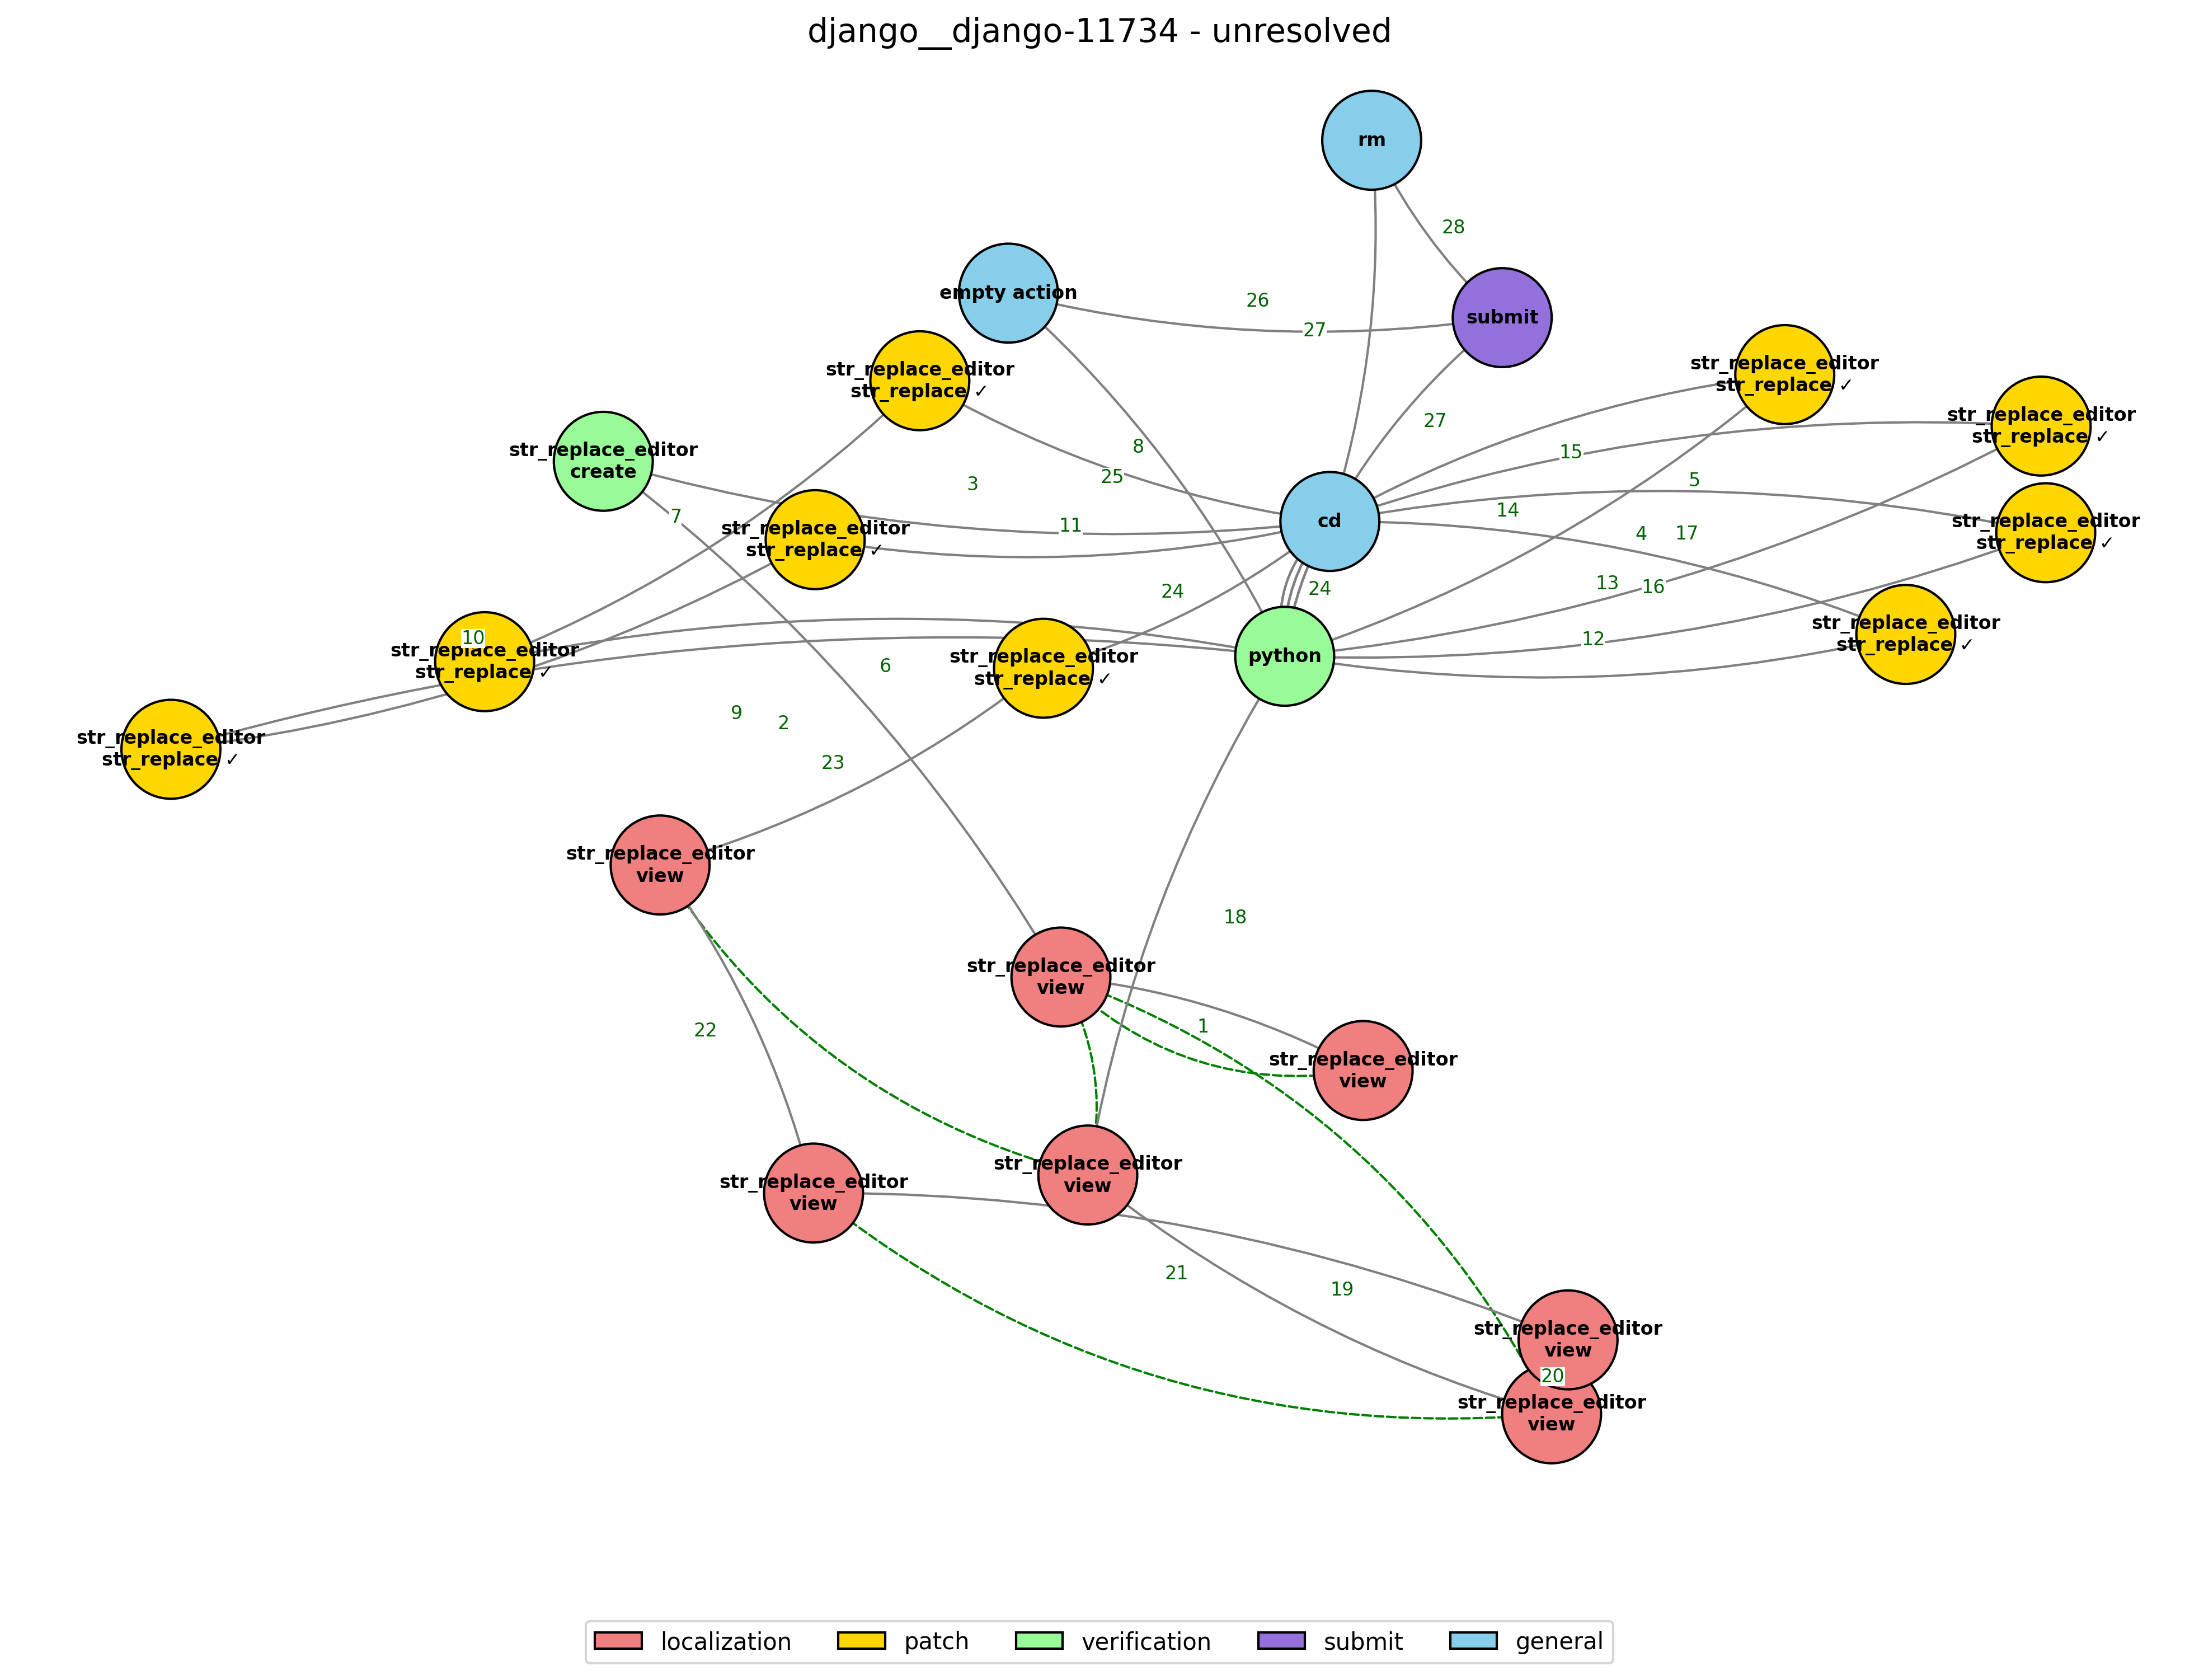 django__django-11734 - unresolved
rm
28
empty action
26
submit
27
str_replace_editor
str_replace ✓
str_replace_editor
str_replace ✓
str_replace_editor
create
8
27
15
str_replace_editor
str_replace ✓
3
25
5
7
11
cd
14
str_replace_editor
str_replace ✓
4
17
str_replace_editor
str_replace ✓
24
24
13
16
10
str_replace_editor
str_replace ✓
6
str_replace_editor
str_replace ✓
python
12
str_replace_editor
str_replace ✓
9
2
str_replace_editor
str_replace ✓
23
str_replace_editor
view
18
str_replace_editor
view
22
1
str_replace_editor
view
str_replace_editor
view
str_replace_editor
view
21
19
str_replace_editor
view
20
str_replace_editor
view
localization
patch
verification
submit
general